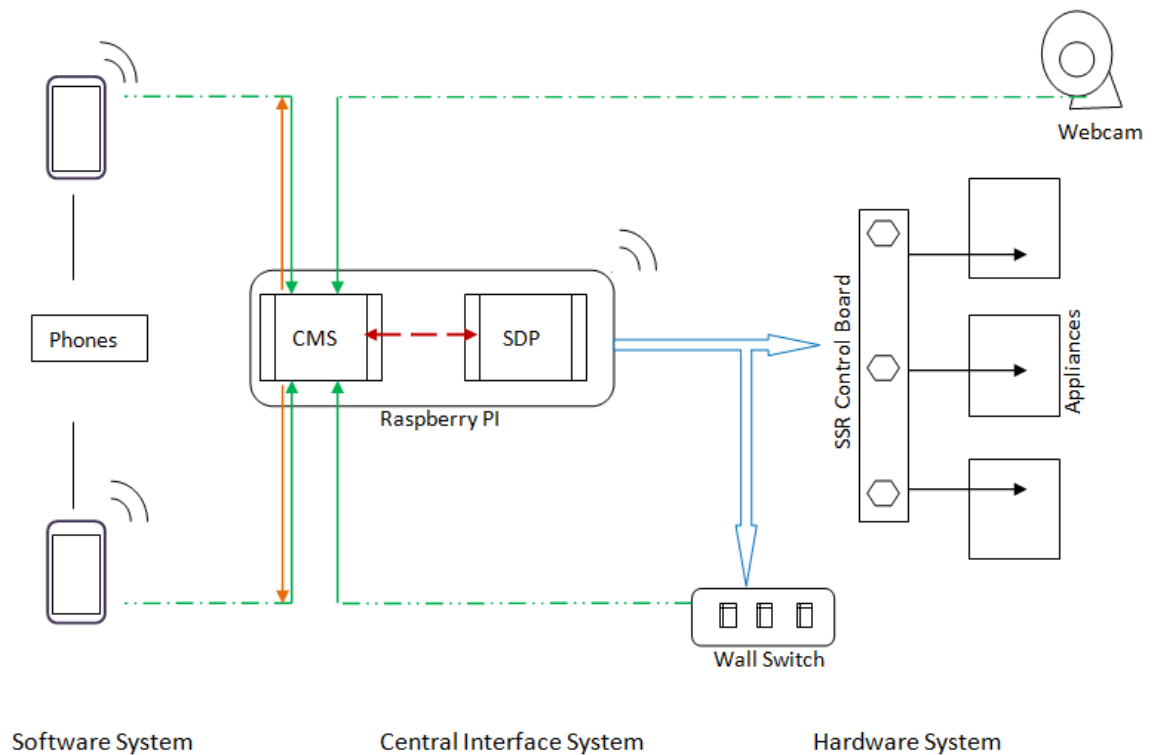 Webcam
Phones
CMS
SDP
Raspberry PI
SSR Control Board
Appliances
Wall Switch
Software System
Central Interface System
Hardware System